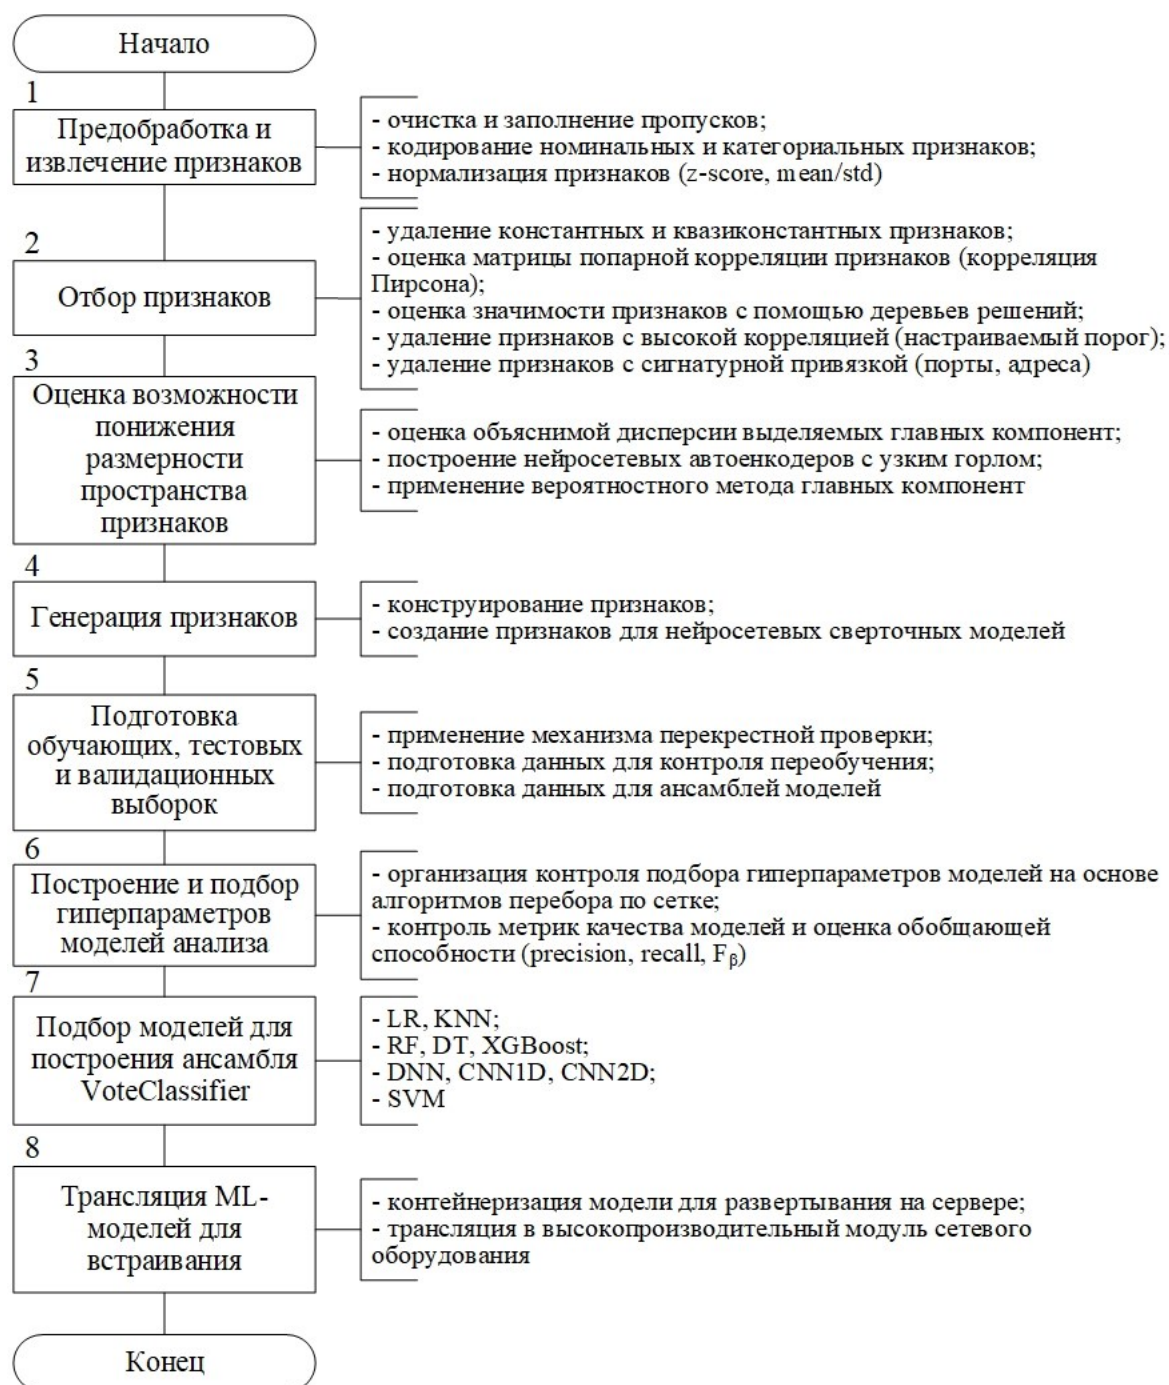 Начало
1
Предобработка и
извлечение признаков
- очистка и заполнение пропусков;
- кодирование номинальных и категориальных признаков;
- нормализация признаков (z-score, mean/std)
2
Отбор признаков
- удаление константных и квазиконстантных признаков;
- оценка матрицы попарной корреляции признаков (корреляция
Пирсона);
- оценка значимости признаков с помощью деревьев решений;
- удаление признаков с высокой корреляцией (настраиваемый порог);
- удаление признаков с сигнатурной привязкой (порты, адреса)
3
Оценка возможности
понижения
размерности
пространства
признаков
- оценка объяснимой дисперсии выделяемых главных компонент;
- построение нейросетевых автоенкодеров с узким горлом;
- применение вероятностного метода главных компонент
4
Генерация признаков
- конструирование признаков;
- создание признаков для нейросетевых сверточных моделей
5
Подготовка
обучающих, тестовых
и валидационных
выборок
- применение механизма перекрестной проверки;
- подготовка данных для контроля переобучения;
- подготовка данных для ансамблей моделей
6
Построение и подбор
гиперпараметров
моделей анализа
- организация контроля подбора гиперпараметров моделей на основе
алгоритмов перебора по сетке;
- контроль метрик качества моделей и оценка обобщающей
способности (precision, recall, Fβ)
7
Подбор моделей для
построения ансамбля
VoteClassifier
- LR, KNN;
- RF, DT, XGBoost;
- DNN, CNN1D, CNN2D;
- SVM
8
Трансляция ML-
моделей для
встраивания
- контейнеризация модели для развертывания на сервере;
- трансляция в высокопроизводительный модуль сетевого
оборудования
Конец